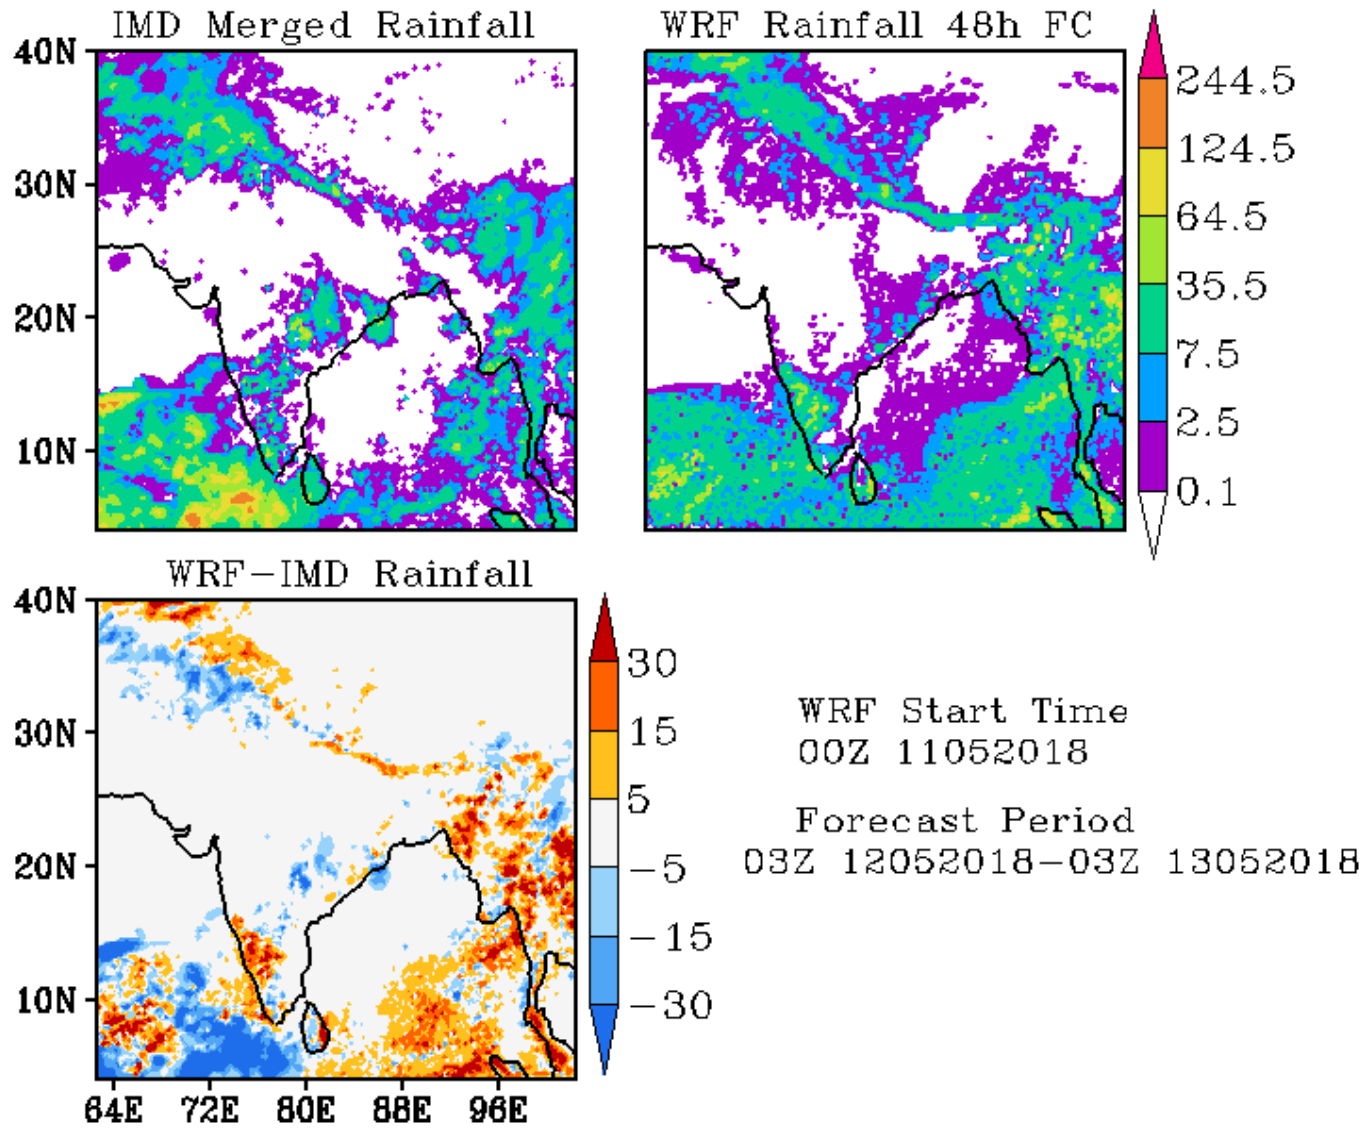 IMD Merged Rainfall
WRF Rainfall 48h FC
40N
30N
20N
10N
244.5
124.5
64.5
35.5
7.5
2.5
0.1
WRF-IMD Rainfall
40N
30N
20N
10N
64E 72E 80E 88E 96E
30
15
5
-5
-15
-30
WRF Start Time
00Z 11052018
Forecast Period
03Z 12052018-03Z 13052018